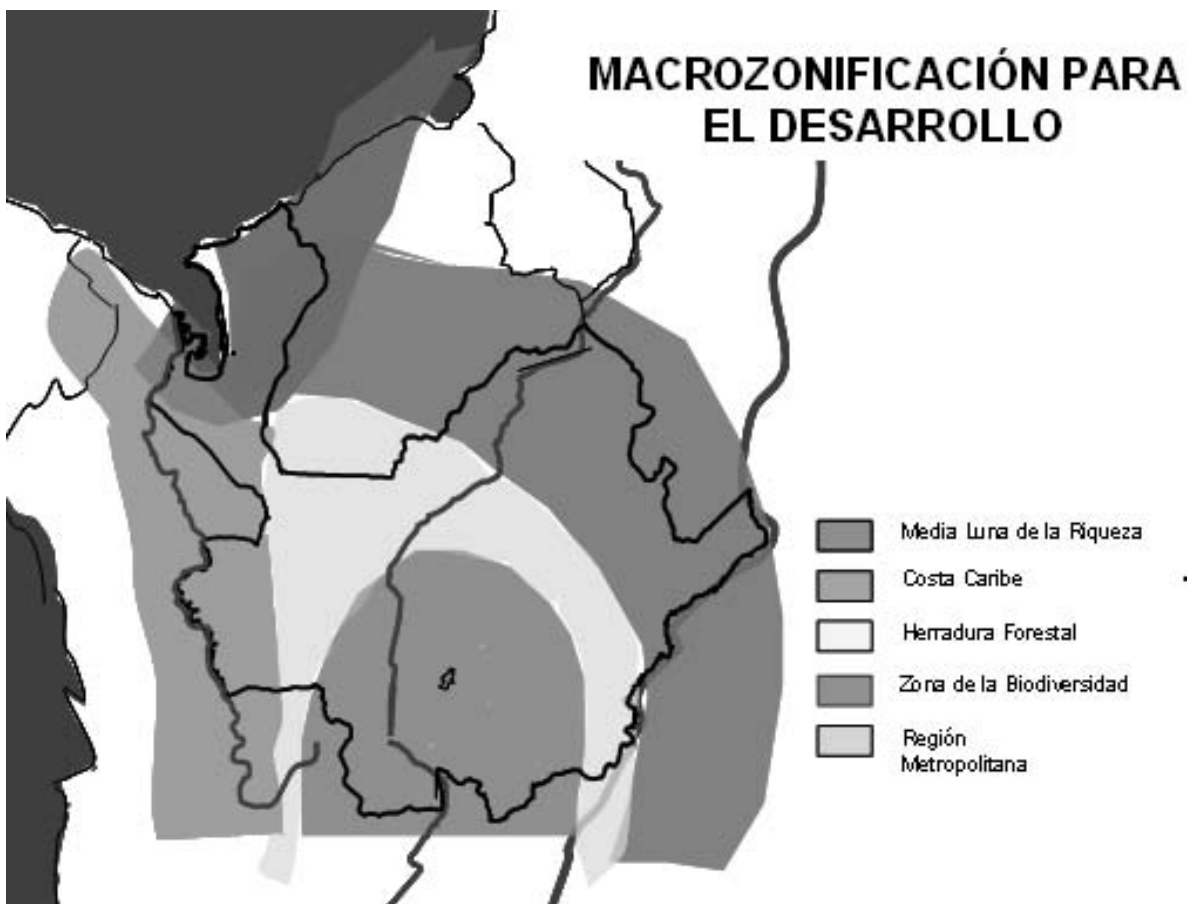 MACROZONIFICACIÓN PARA
EL DESARROLLO
Media Luna de la Riqueza
Costa Caribe
Herradura Forestal
Zona de la Biodiversidad
Región
Metropolitana